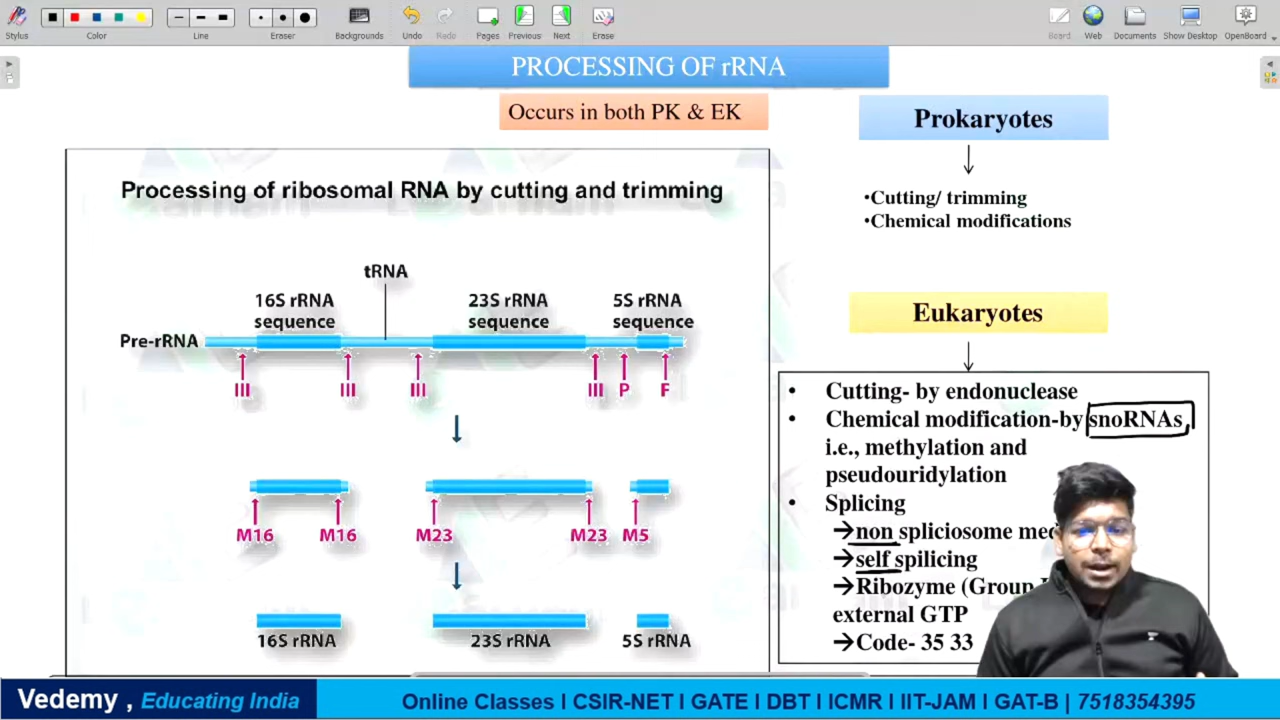 Stylus
Color
Line
Eraser
Backgrounds
Undo
Redo
Pages
Previous
Next
Erase
Board
Web
Documents
Show Desktop
OpenBoard
PROCESSING OF rRNA
Occurs in both PK & EK
Processing of ribosomal RNA by cutting and trimming
tRNA
16S rRNA
sequence
23S rRNA
sequence
5S rRNA
sequence
Pre-rRNA
III III III III P F
M16 M16 M23 M23 M5
16S rRNA 23S rRNA 5S rRNA
Prokaryotes
•Cutting/ trimming
•Chemical modifications
Eukaryotes
• Cutting- by endonuclease
• Chemical modification-by snoRNAs,
i.e., methylation and
pseudouridylation
• Splicing
→non spliciosome
→self spilicing
→Ribozyme (Group
external GTP
→Code- 35 33
Vedemy , Educating India
Online Classes I CSIR-NET I GATE I DBT I ICMR I IIT-JAM I GAT-B | 7518354395